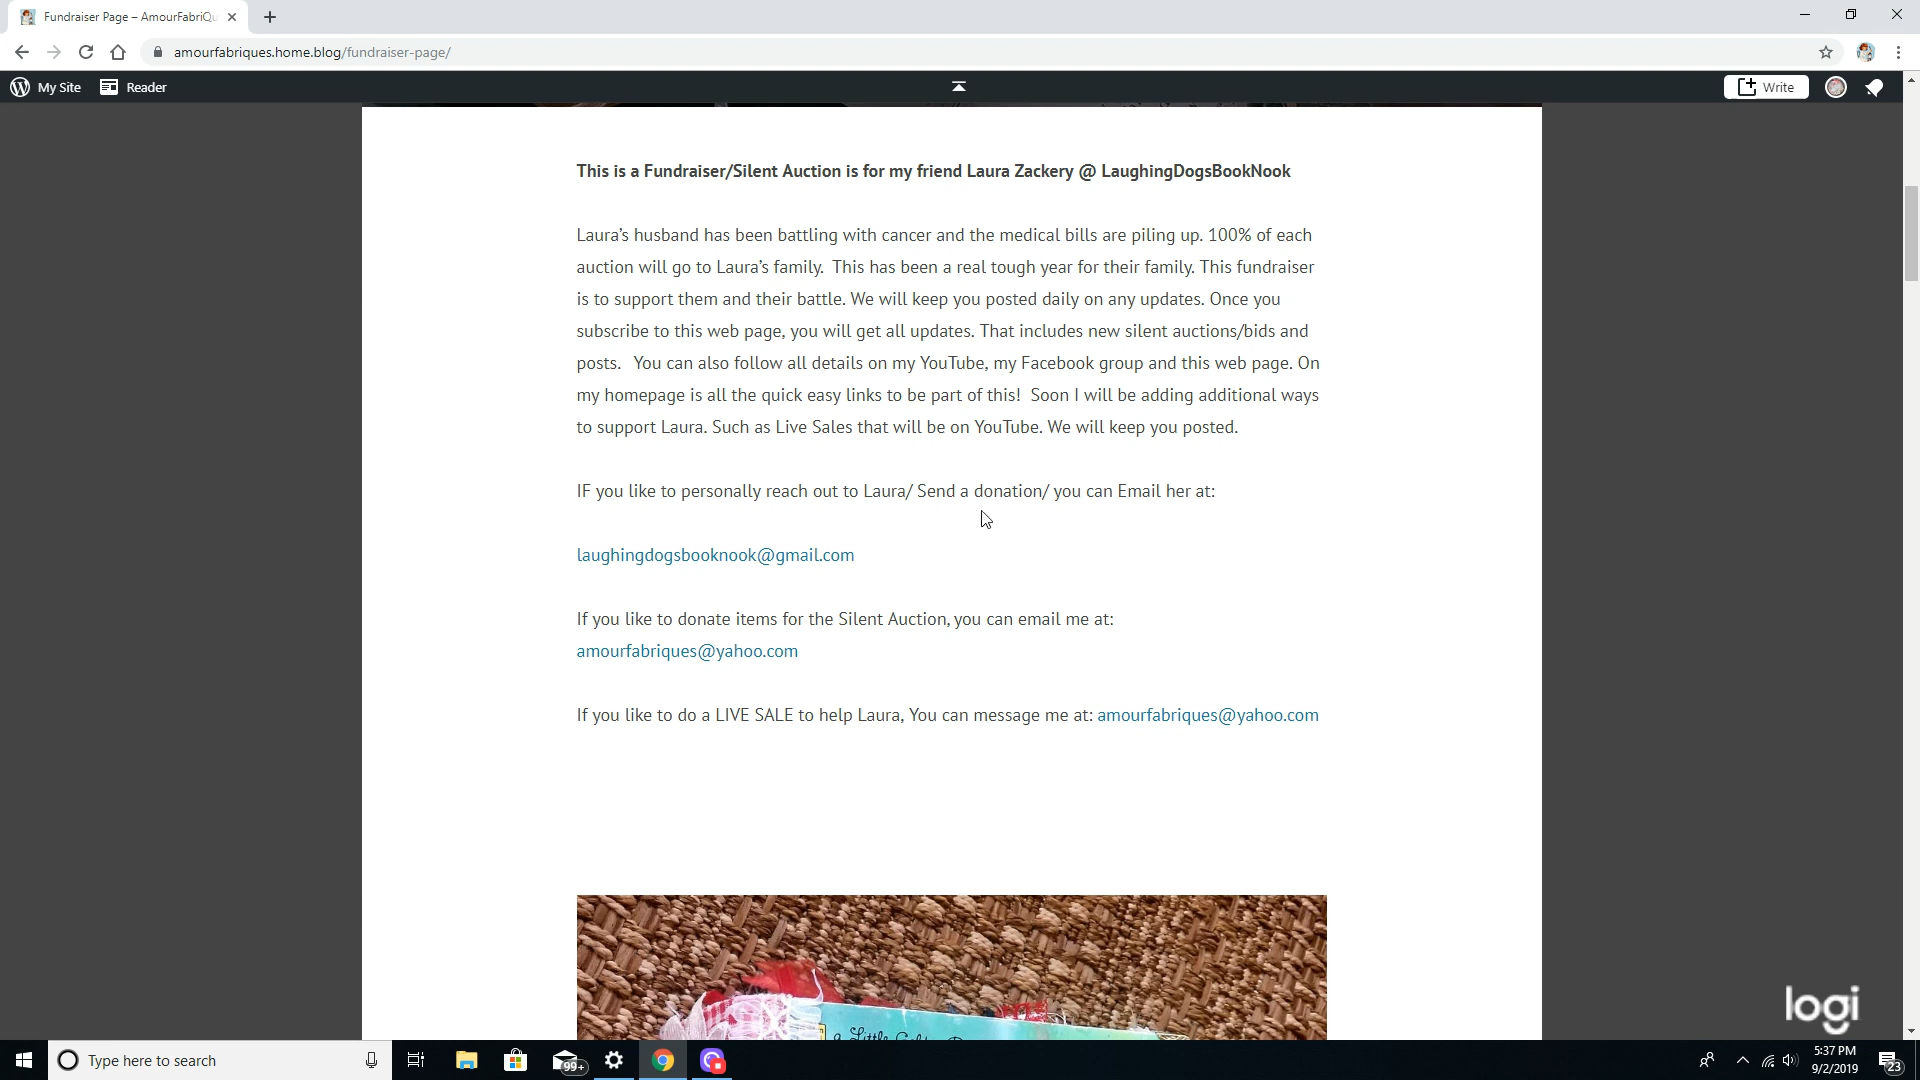 Fundraiser Page – AmourFabriQu
amourfabriques.home.blog/fundraiser-page/
My Site
Reader
Write
This is a Fundraiser/Silent Auction is for my friend Laura Zackery @ LaughingDogsBookNook
Laura’s husband has been battling with cancer and the medical bills are piling up. 100% of each
auction will go to Laura’s family.  This has been a real tough year for their family. This fundraiser
is to support them and their battle. We will keep you posted daily on any updates. Once you
subscribe to this web page, you will get all updates. That includes new silent auctions/bids and
posts.   You can also follow all details on my YouTube, my Facebook group and this web page. On
my homepage is all the quick easy links to be part of this!  Soon I will be adding additional ways
to support Laura. Such as Live Sales that will be on YouTube. We will keep you posted.
IF you like to personally reach out to Laura/ Send a donation/ you can Email her at:
laughingdogsbooknook@gmail.com
If you like to donate items for the Silent Auction, you can email me at:
amourfabriques@yahoo.com
If you like to do a LIVE SALE to help Laura, You can message me at: amourfabriques@yahoo.com
a Little Gold
logi
Type here to search
99+
5:37 PM
9/2/2019
23